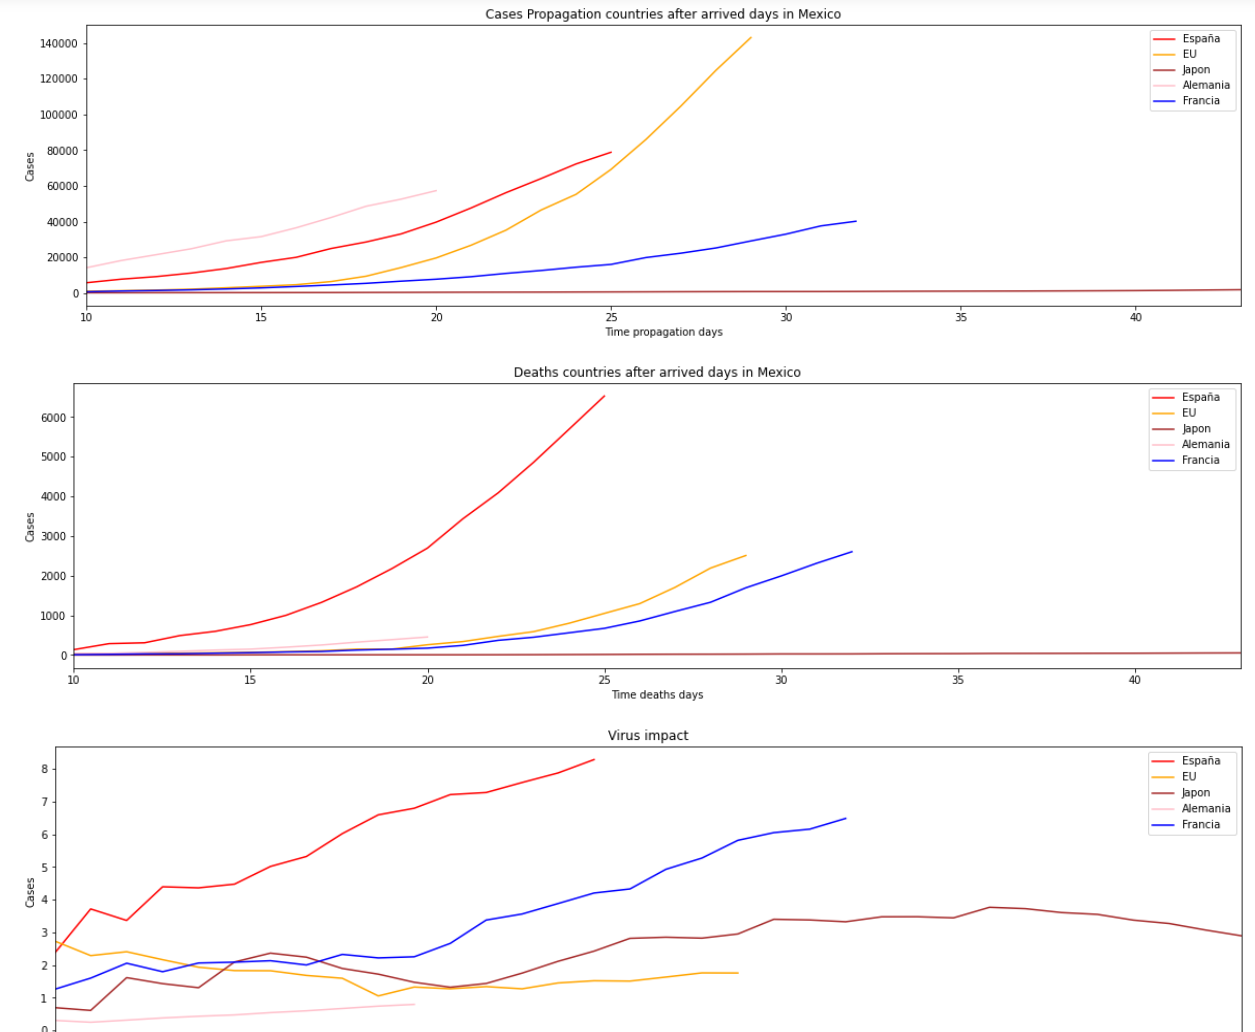 Cases Propagation countries after arrived days in Mexico
140000
120000
100000
80000
60000
40000
20000
0
Cases
España
EU
Japon
Alemania
Francia
10 15 20 25 30 35 40
Time propagation days
Deaths countries after arrived days in Mexico
6000
5000
4000
3000
2000
1000
0
Cases
España
EU
Japon
Alemania
Francia
10 15 20 25 30 35 40
Time deaths days
Virus impact
8
7
6
5
4
3
2
1
0
Cases
España
EU
Japon
Alemania
Francia